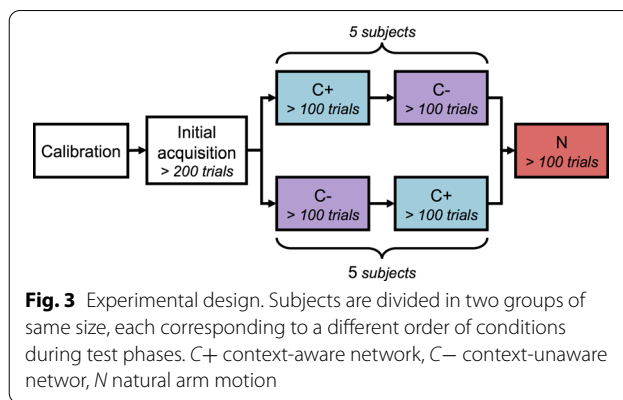 5 subjects
C+
> 100 trials
C-
> 100 trials
Calibration
Initial
acquisition
> 200 trials
N
> 100 trials
C-
> 100 trials
C+
> 100 trials
5 subjects
Fig. 3 Experimental design. Subjects are divided in two groups of
same size, each corresponding to a different order of conditions
during test phases. C+ context-aware network, C− context-unaware
networ, N natural arm motion